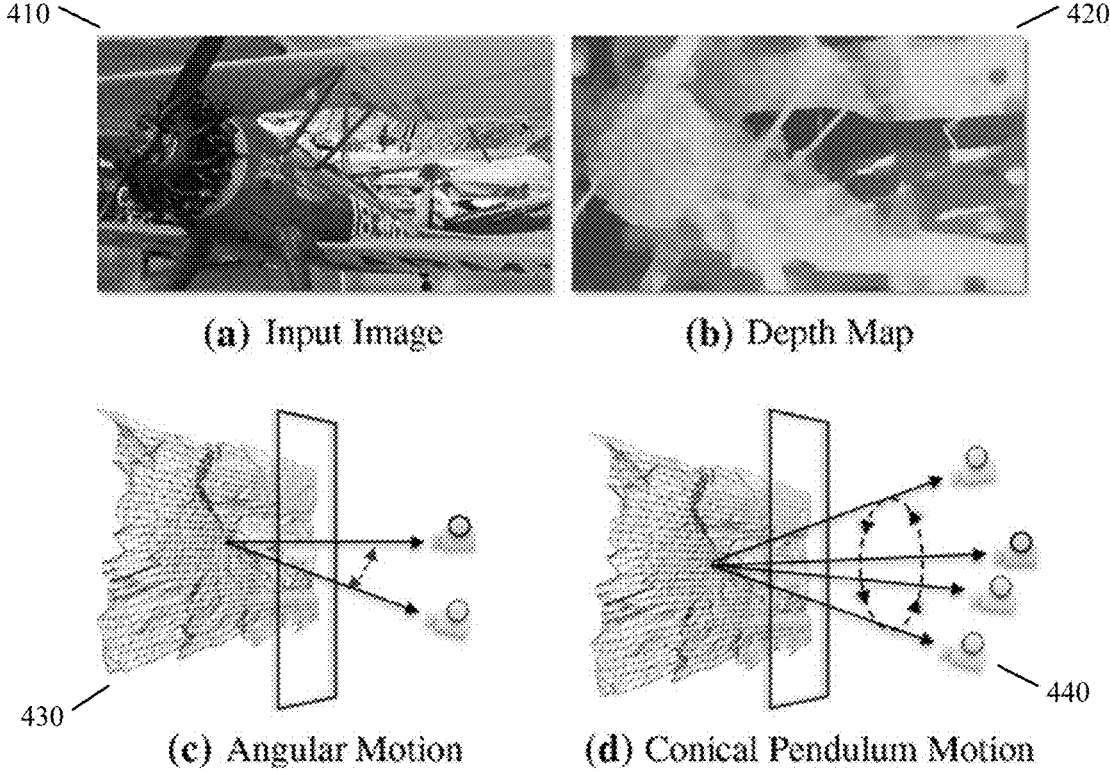 410
420
(a) Input Image
(b) Depth Map
430
440
(c) Angular Motion
(d) Conical Pendulum Motion